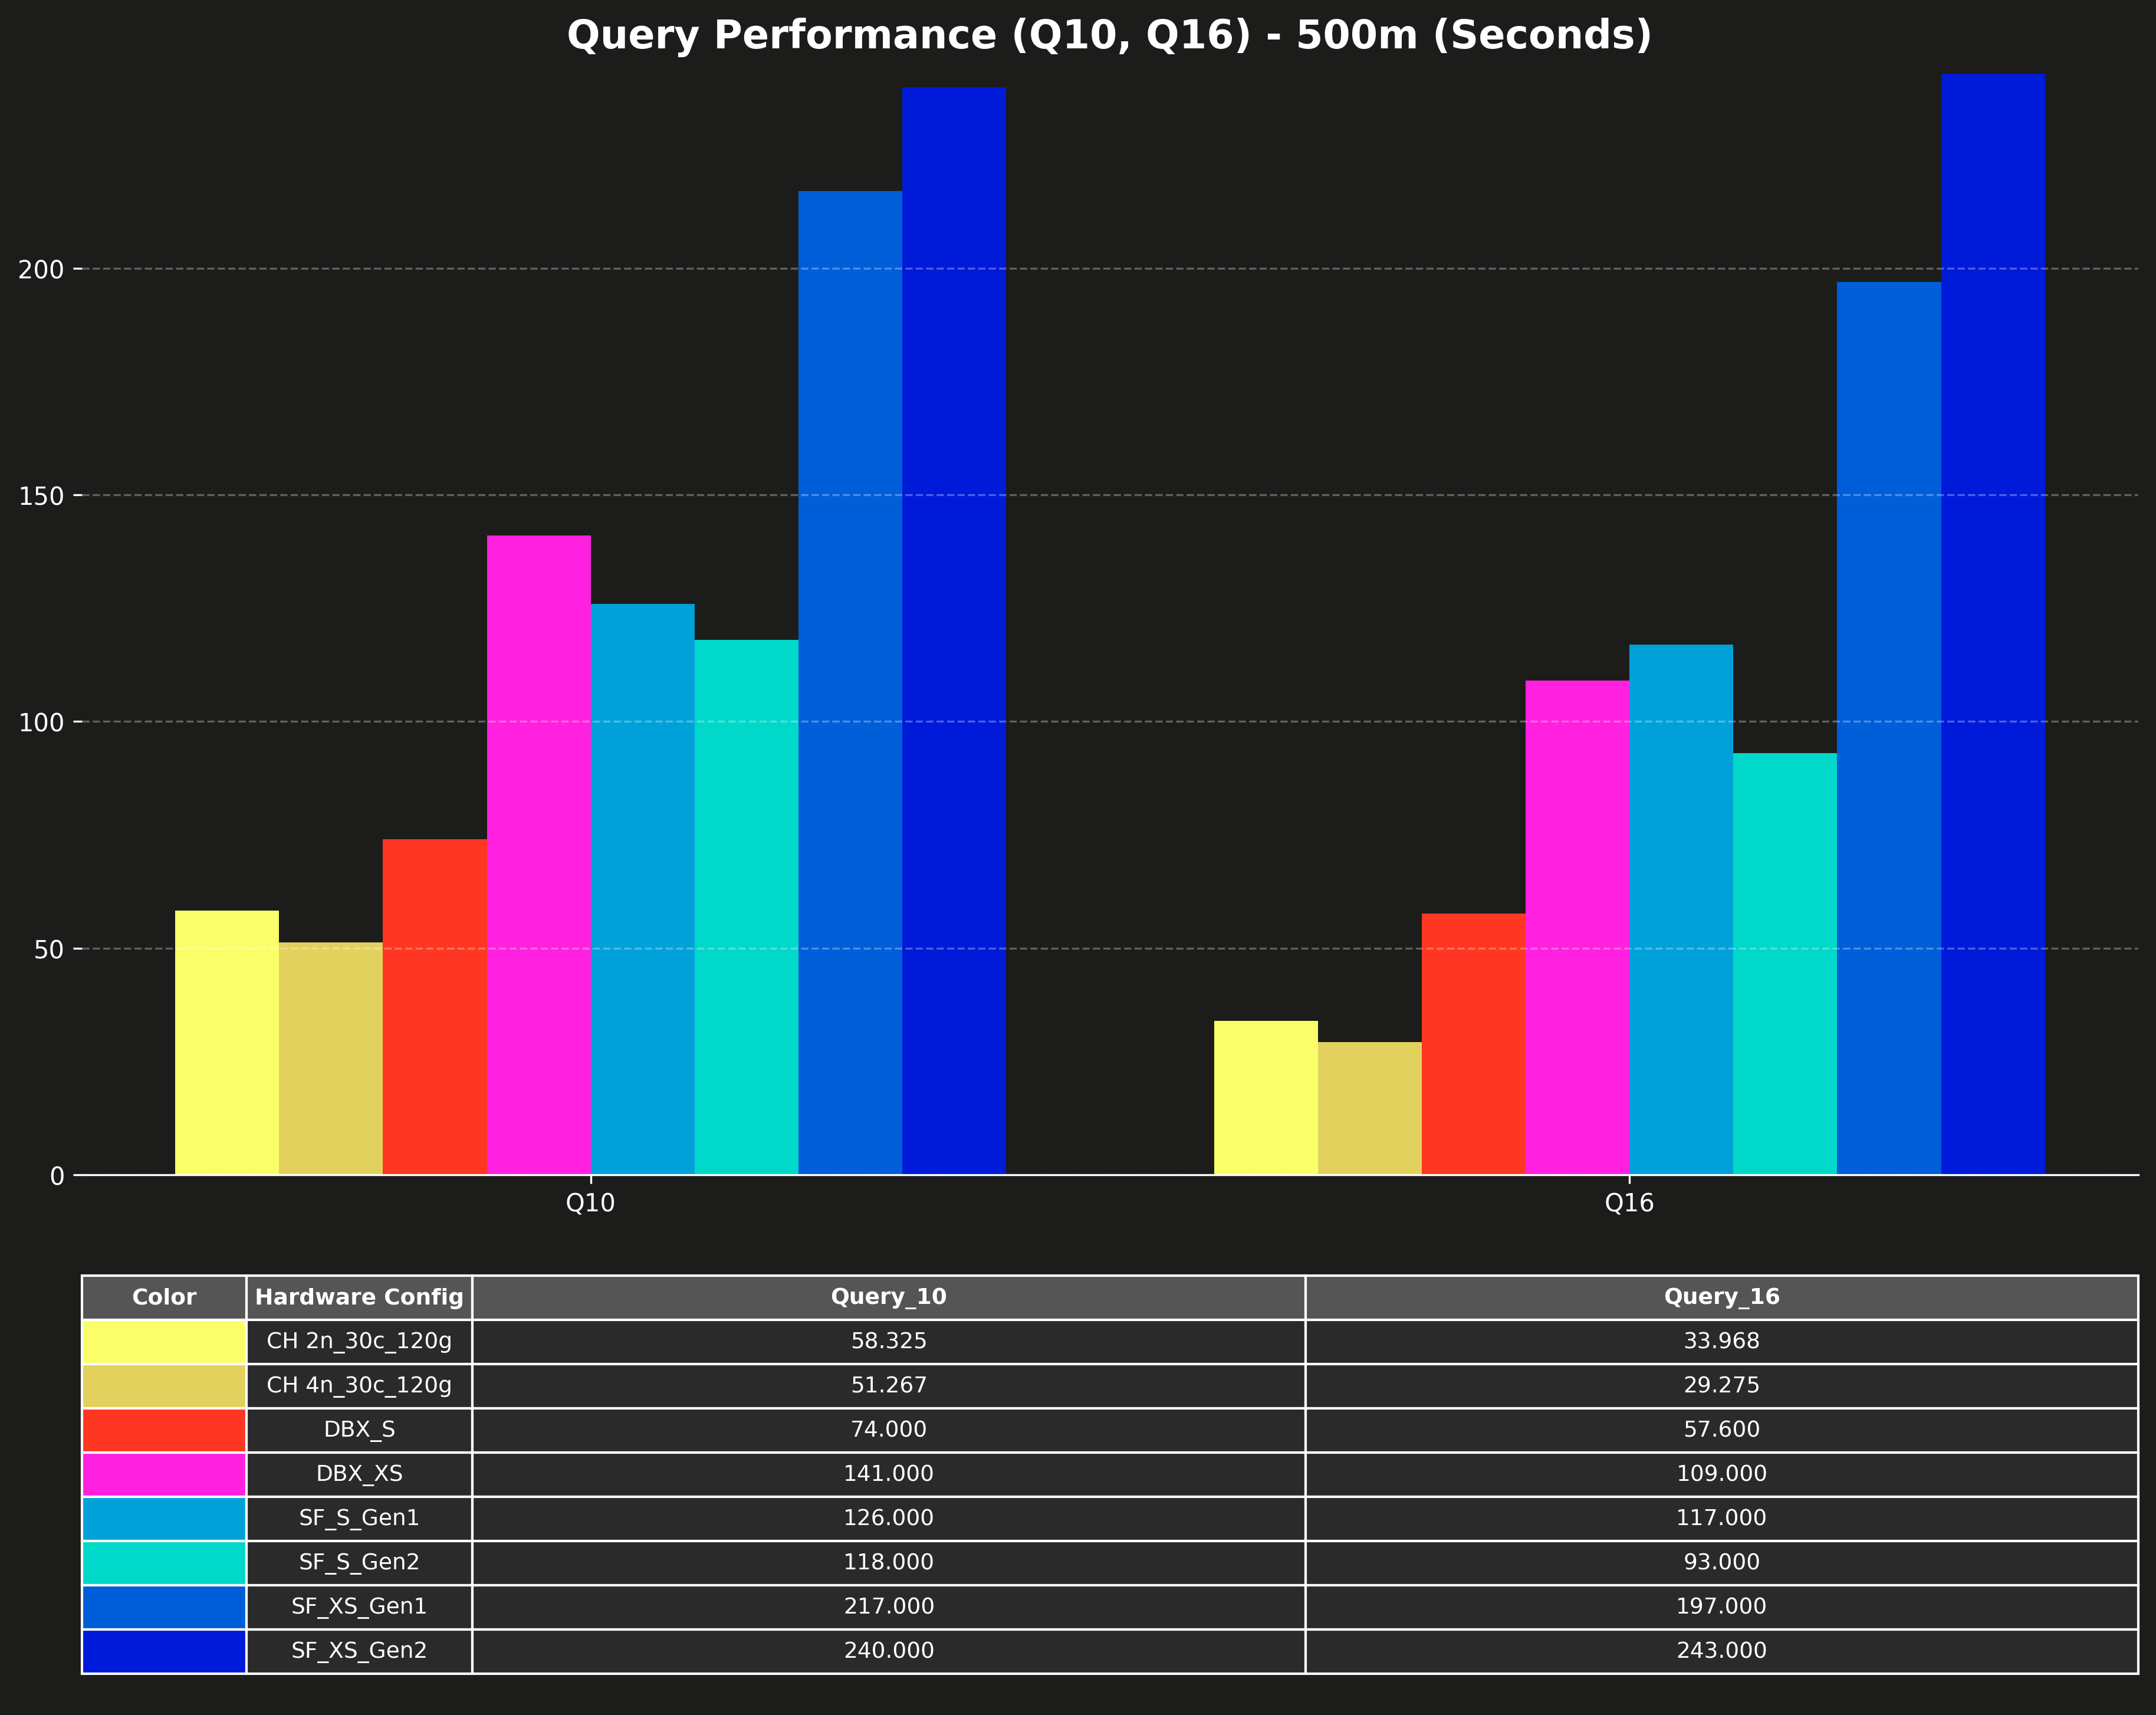 Query Performance (Q10, Q16) - 500m (Seconds)
200
150
100
50
0
Q10 Q16
Color Hardware Config Query_10 Query_16
CH 2n_30c_120g 58.325 33.968
CH 4n_30c_120g 51.267 29.275
DBX_S 74.000 57.600
DBX_XS 141.000 109.000
SF_S_Gen1 126.000 117.000
SF_S_Gen2 118.000 93.000
SF_XS_Gen1 217.000 197.000
SF_XS_Gen2 240.000 243.000